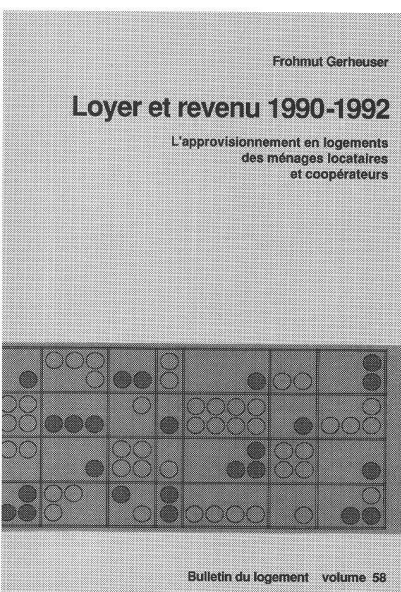 Frohmut Gerheuser
Loyer et revenu 1990-1992
L'approvisionnement en logements
des ménages locataires
et coopérateurs
Bulletin du logement volume 58